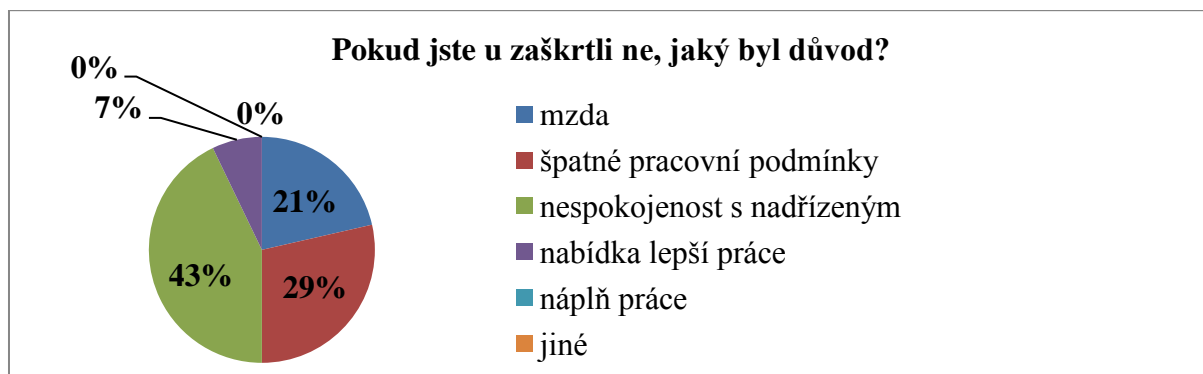 Pokud jste u zaškrtli ne, jaký byl důvod?
0%
7%
0%
21%
29%
43%
mzda
špatné pracovní podmínky
nespokojenost s nadřízeným
nabídka lepší práce
náplň práce
jiné